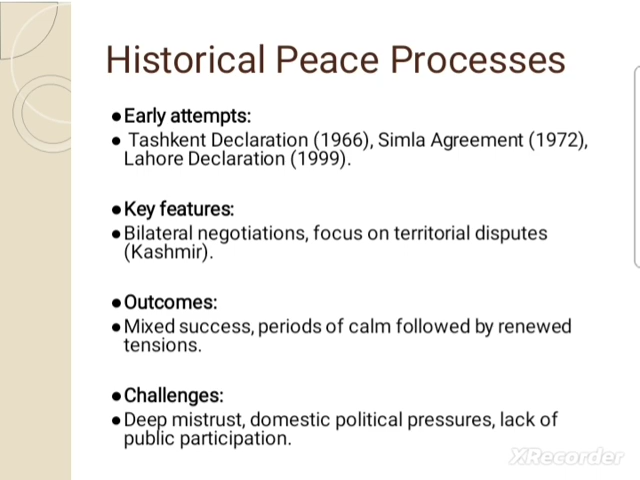 Historical Peace Processes
●Early attempts:
● Tashkent Declaration (1966), Simla Agreement (1972),
Lahore Declaration (1999).
●Key features:
●Bilateral negotiations, focus on territorial disputes
(Kashmir).
●Outcomes:
●Mixed success, periods of calm followed by renewed
tensions.
●Challenges:
●Deep mistrust, domestic political pressures, lack of
public participation.
XRecorder